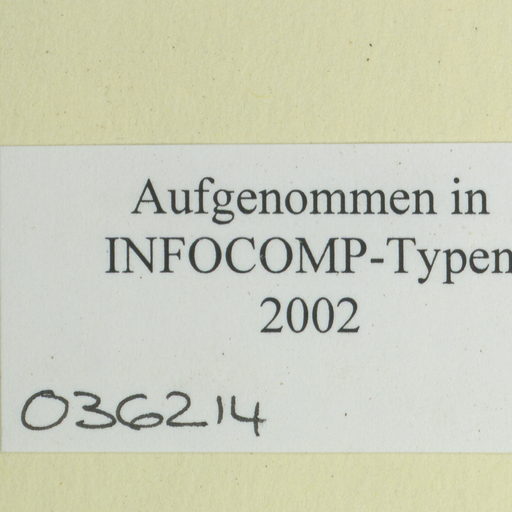 Aufgenommen in
INFOCOMP-Typen
2002
036214